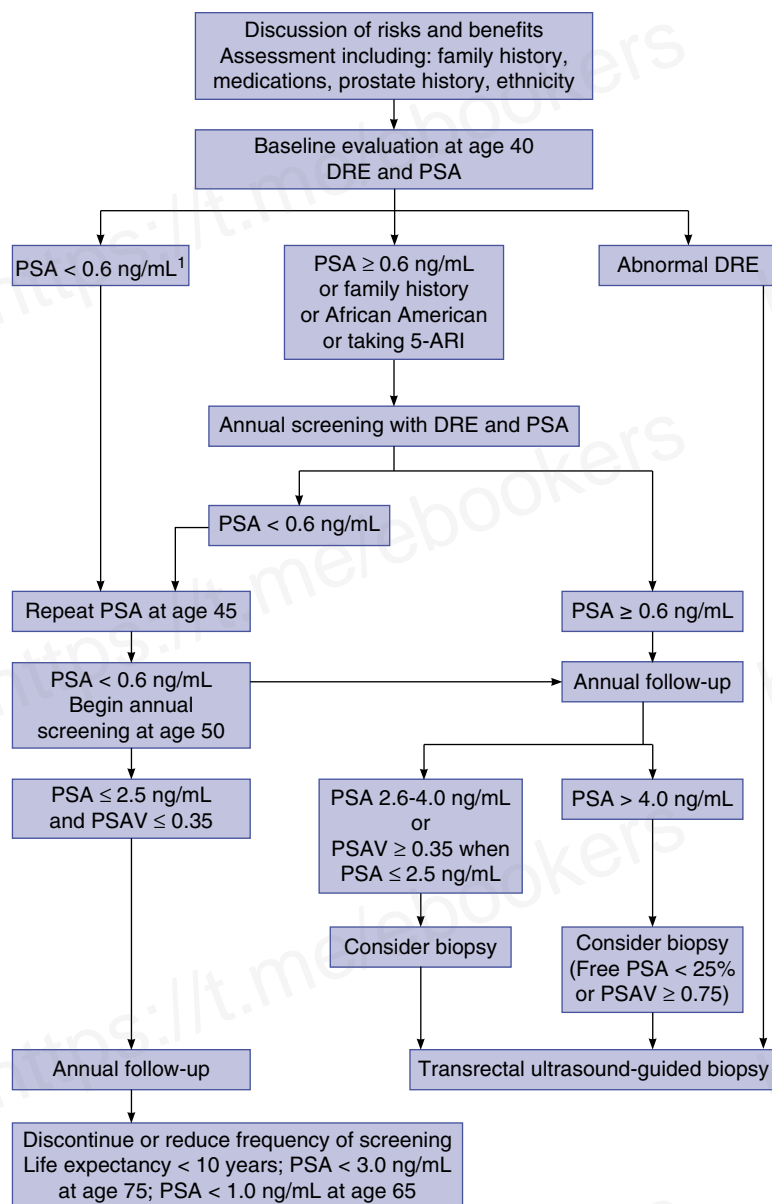 Discussion of risks and benefits
Assessment including: family history,
medications, prostate history, ethnicity
Baseline evaluation at age 40
DRE and PSA
PSA < 0.6 ng/mL¹
PSA ≥ 0.6 ng/mL
or family history
or African American
or taking 5-ARI
Abnormal DRE
Annual screening with DRE and PSA
PSA < 0.6 ng/mL
Repeat PSA at age 45
PSA ≥ 0.6 ng/mL
PSA < 0.6 ng/mL
Begin annual
screening at age 50
Annual follow-up
PSA ≤ 2.5 ng/mL
and PSAV ≤ 0.35
PSA 2.6-4.0 ng/mL
or
PSAV ≥ 0.35 when
PSA ≤ 2.5 ng/mL
PSA > 4.0 ng/mL
Consider biopsy
Consider biopsy
(Free PSA < 25%
or PSAV ≥ 0.75)
Annual follow-up
Transrectal ultrasound-guided biopsy
Discontinue or reduce frequency of screening
Life expectancy < 10 years; PSA < 3.0 ng/mL
at age 75; PSA < 1.0 ng/mL at age 65
https://t.me/ebookers
https://t.me/ebookers
https://t.me/ebookers